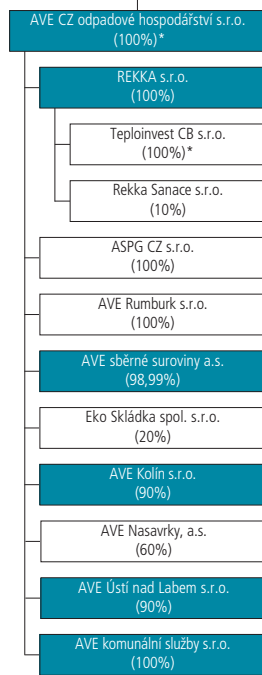 AVE CZ odpadové hospodářství s.r.o.
(100%)*
REKKA s.r.o.
(100%)
Teploinvest CB s.r.o.
(100%)*
Rekka Sanace s.r.o.
(10%)
ASPG CZ s.r.o.
(100%)
AVE Rumburk s.r.o.
(100%)
AVE sběrné suroviny a.s.
(98,99%)
Eko Skládka spol. s.r.o.
(20%)
AVE Kolín s.r.o.
(90%)
AVE Nasavrky, a.s.
(60%)
AVE Ústí nad Labem s.r.o.
(90%)
AVE komunální služby s.r.o.
(100%)